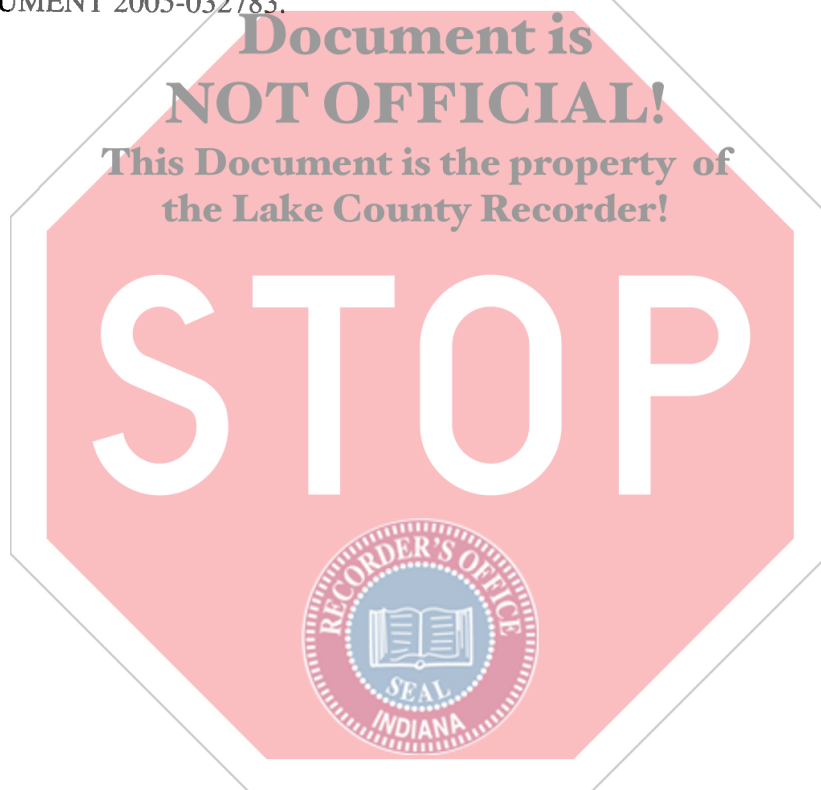 UMENT 2005-032783.
Document is
NOT OFFICIAL!
This Document is the property of
the Lake County Recorder!
STOP
RECORDER'S OFFICE
SEAL
INDIANA